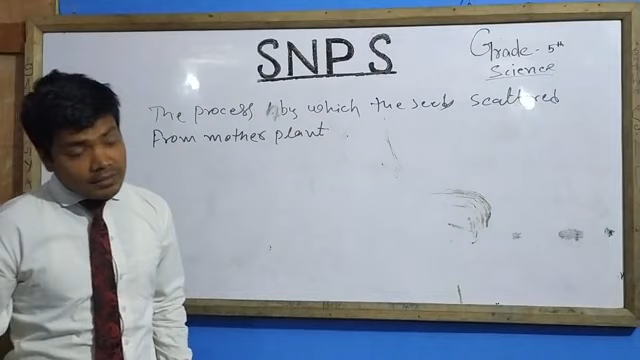 SNPS
Grade - 5th
Science
The process by which the seeds scattered
From mother plant.